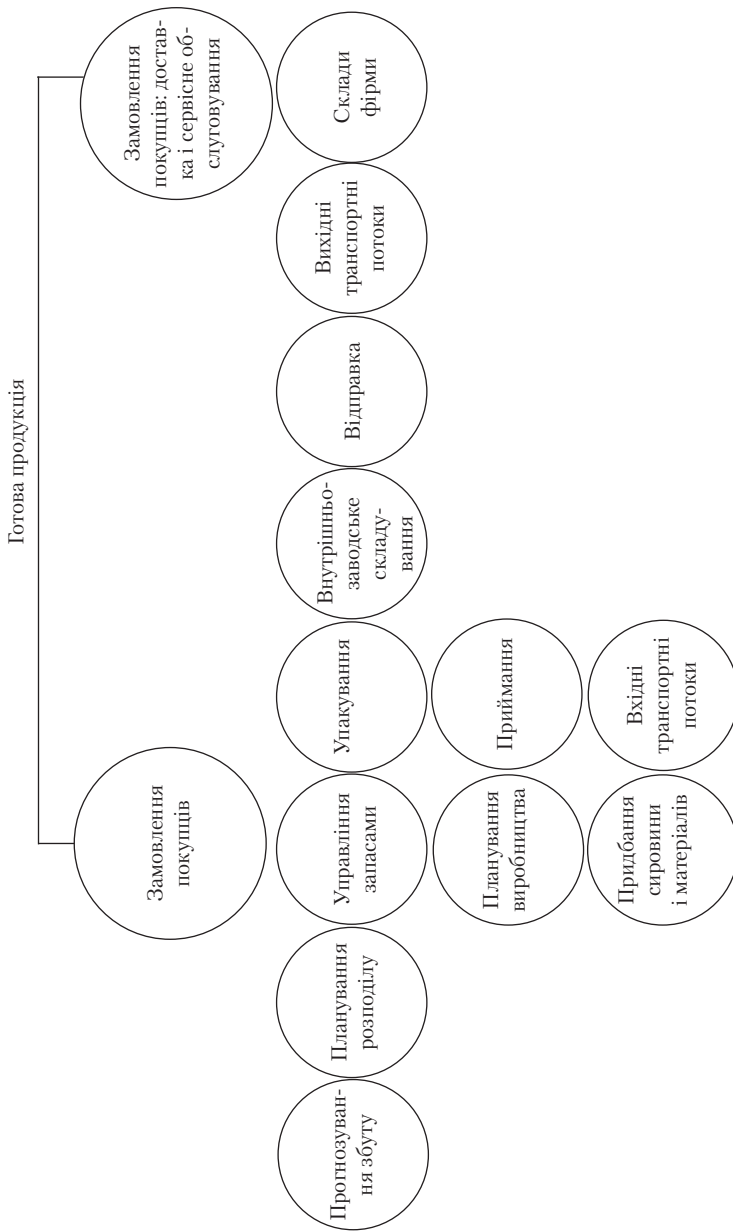 Готова продукція
Замовлення
покупців
Замовлення
покупців: достав-
ка і сервісне об-
слуговування
Прогнозуван-
ня збуту
Планування
розподілу
Управління
запасами
Упакування
Внутрішньо-
заводське
складу-
вання
Відправка
Вихідні
транспортні
потоки
Склади
фірми
Планування
виробництва
Приймання
Придбання
сировини
і матеріалів
Вхідні
транспортні
потоки